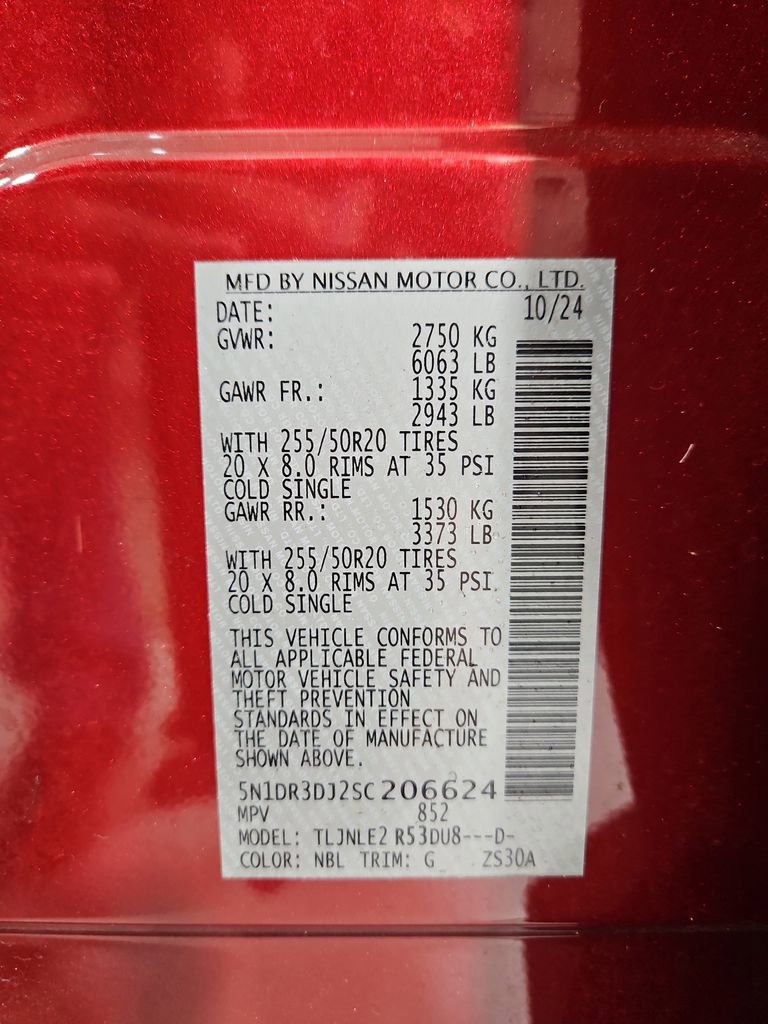 MFD BY NISSAN MOTOR CO., LTD.
DATE: 10/24
GVWR: 2750 KG
6063 LB
GAWR FR.: 1335 KG
2943 LB
WITH 255/50R20 TIRES
20 X 8.0 RIMS AT 35 PSI
COLD SINGLE
GAWR RR.: 1530 KG
3373 LB
WITH 255/50R20 TIRES
20 X 8.0 RIMS AT 35 PSI
COLD SINGLE
THIS VEHICLE CONFORMS TO
ALL APPLICABLE FEDERAL
MOTOR VEHICLE SAFETY AND
THEFT PREVENTION
STANDARDS IN EFFECT ON
THE DATE OF MANUFACTURE
SHOWN ABOVE.
5N1DR3DJ2SC206624
MPV 852
MODEL: TLJNLE2 R53DU8---D-
COLOR: NBL TRIM: G ZS30A